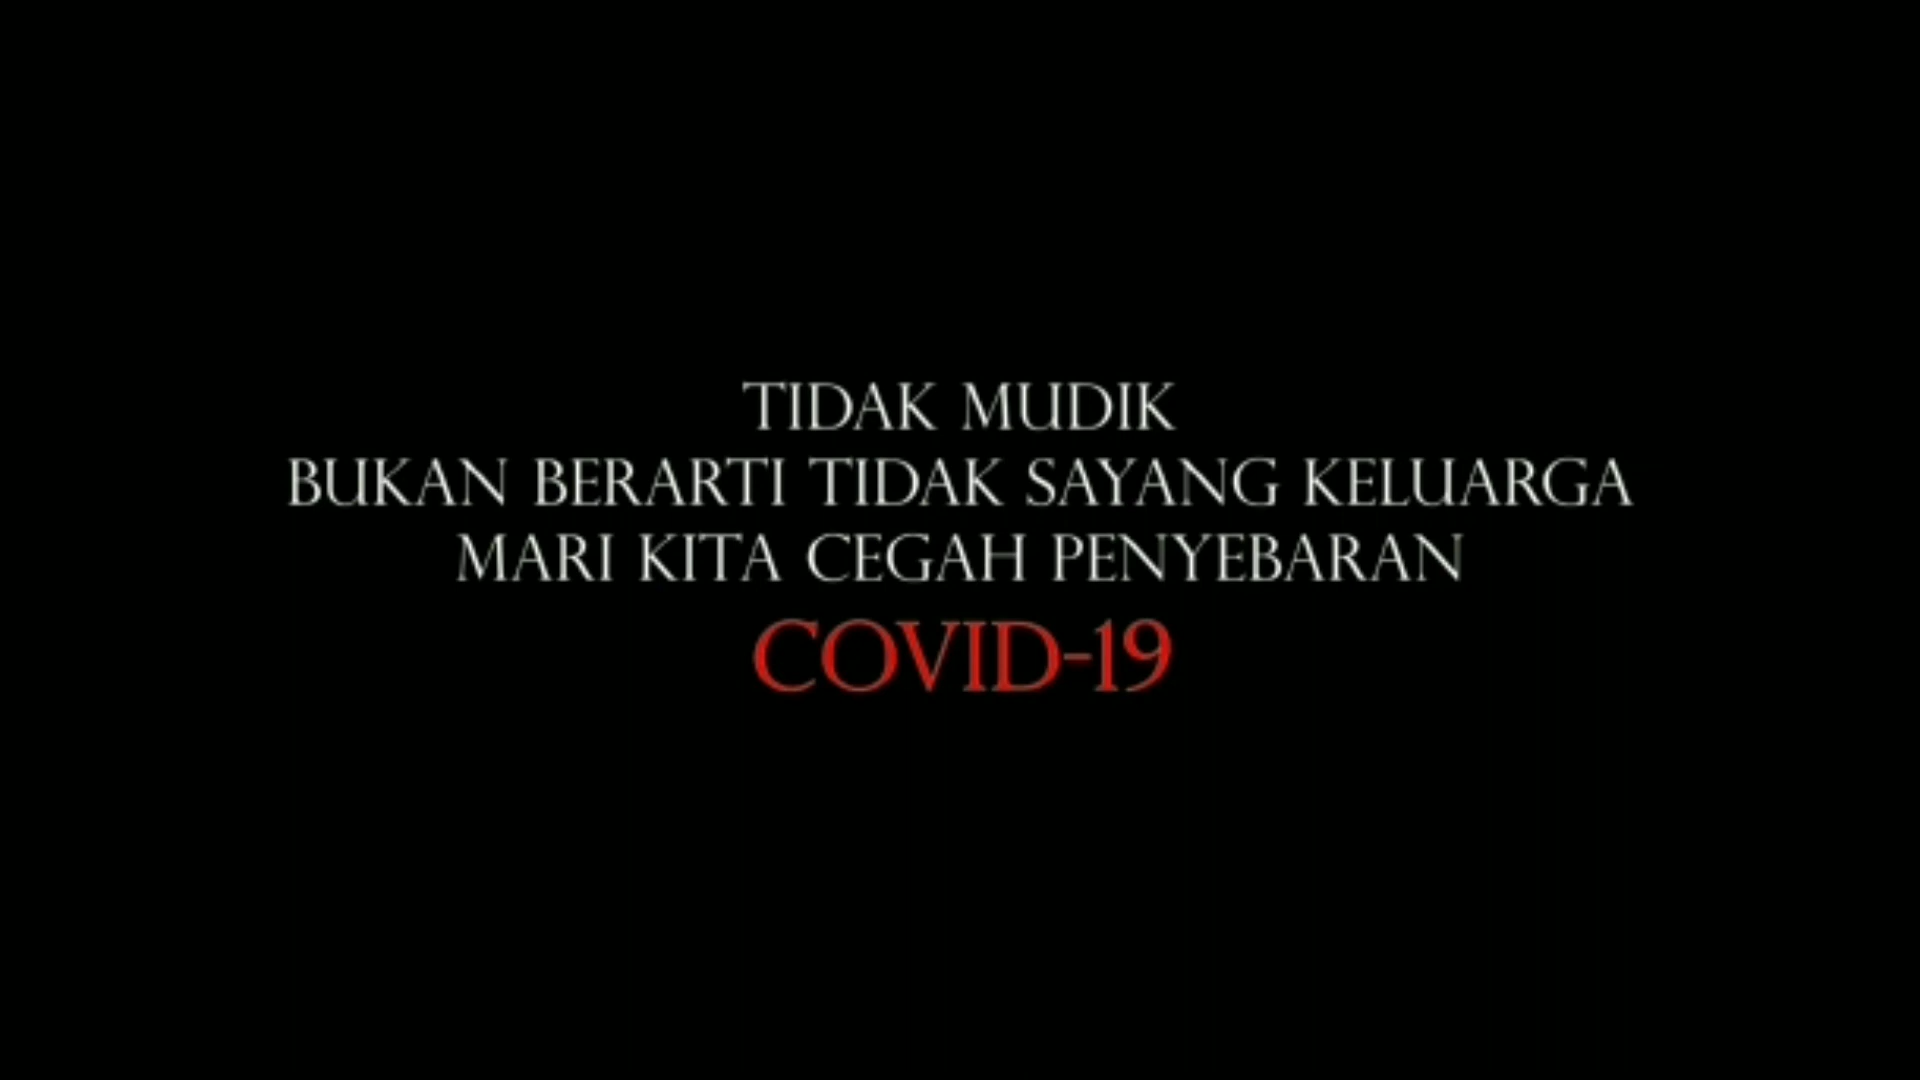 TIDAK MUDIK
BUKAN BERARTI TIDAK SAYANG KELUARGA
MARI KITA CEGAH PENYEBARAN
COVID-19